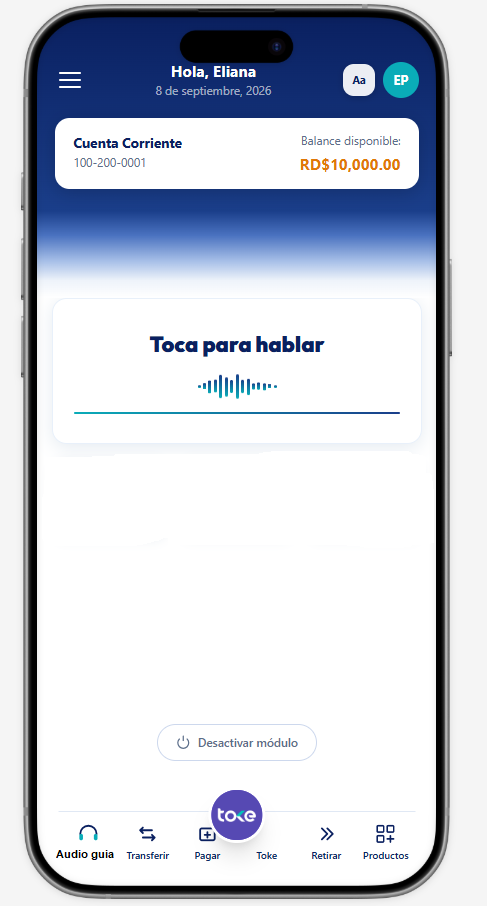 Hola, Eliana
8 de septiembre, 2026
Aa
EP
Cuenta Corriente
Balance disponible:
100-200-0001
RD$10,000.00
Toca para hablar
Desactivar módulo
toke
Audio guia
Transferir
Pagar
Toke
Retirar
Productos